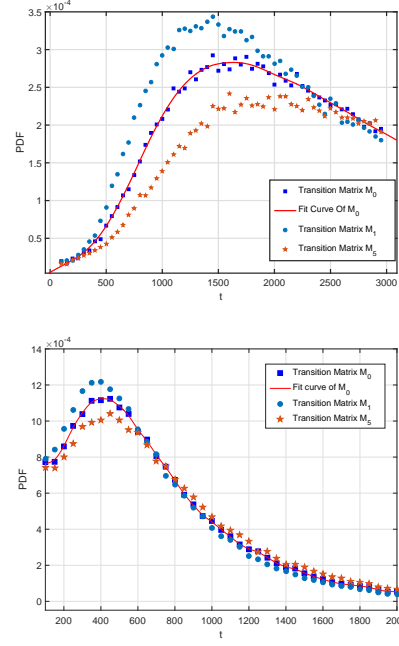 ×10⁻⁴
3.5
3
2.5
2
1.5
1
0.5
PDF
Transition Matrix M₀
Fit Curve Of M₀
Transition Matrix M₁
Transition Matrix M₅
0 500 1000 1500 2000 2500 3000
t
×10⁻⁴
14
12
10
8
6
4
2
0
PDF
Transition Matrix M₀
Fit curve of M₀
Transition Matrix M₁
Transition Matrix M₅
200 400 600 800 1000 1200 1400 1600 1800 2000
t